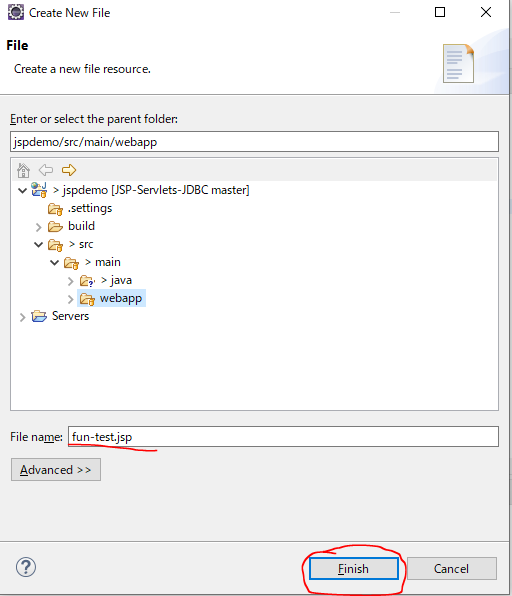 Create New File
File
Create a new file resource.
Enter or select the parent folder:
jspdemo/src/main/webapp
> jspdemo [JSP-Servlets-JDBC master]
.settings
build
> src
> main
> java
webapp
Servers
File name: fun-test.jsp
Advanced >>
? Finish Cancel